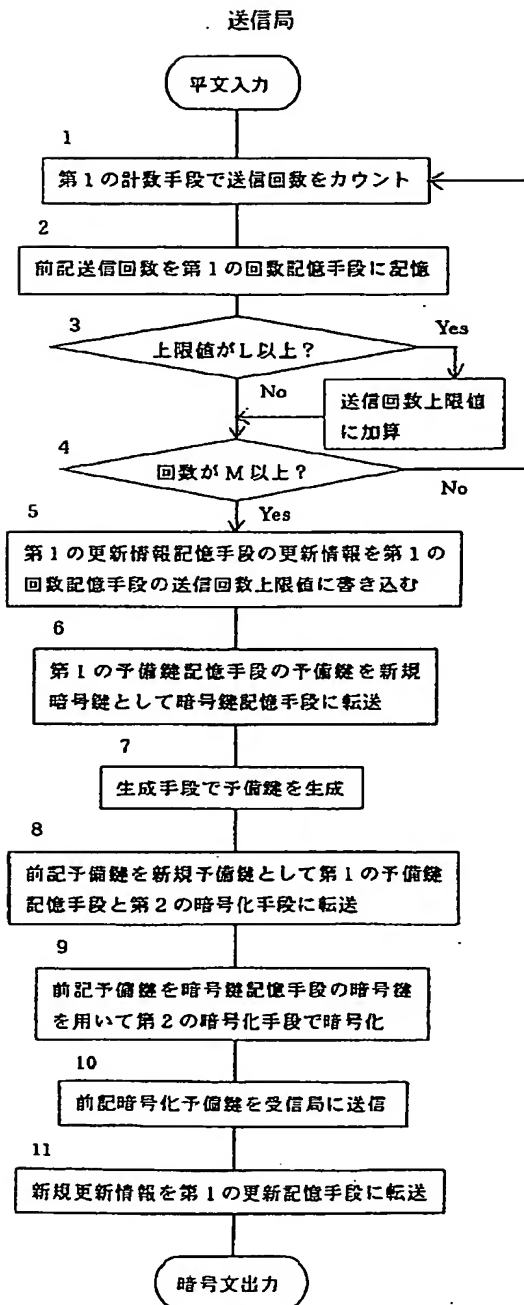 送信局
平文入力
1
第1の計数手段で送信回数をカウント
2
前記送信回数を第1の回数記憶手段に記憶
3
上限値がL以上？
Yes
No
送信回数上限値
に加算
4
回数がM以上？
No
Yes
5
第1の更新情報記憶手段の更新情報を第1の
回数記憶手段の送信回数上限値に書き込む
6
第1の予備鍵記憶手段の予備鍵を新規
暗号鍵として暗号鍵記憶手段に転送
7
生成手段で予備鍵を生成
8
前記予備鍵を新規予備鍵として第1の予備鍵
記憶手段と第2の暗号化手段に転送
9
前記予備鍵を暗号鍵記憶手段の暗号鍵
を用いて第2の暗号化手段で暗号化
10
前記暗号化予備鍵を受信局に送信
11
新規更新情報を第1の更新記憶手段に転送
暗号文出力